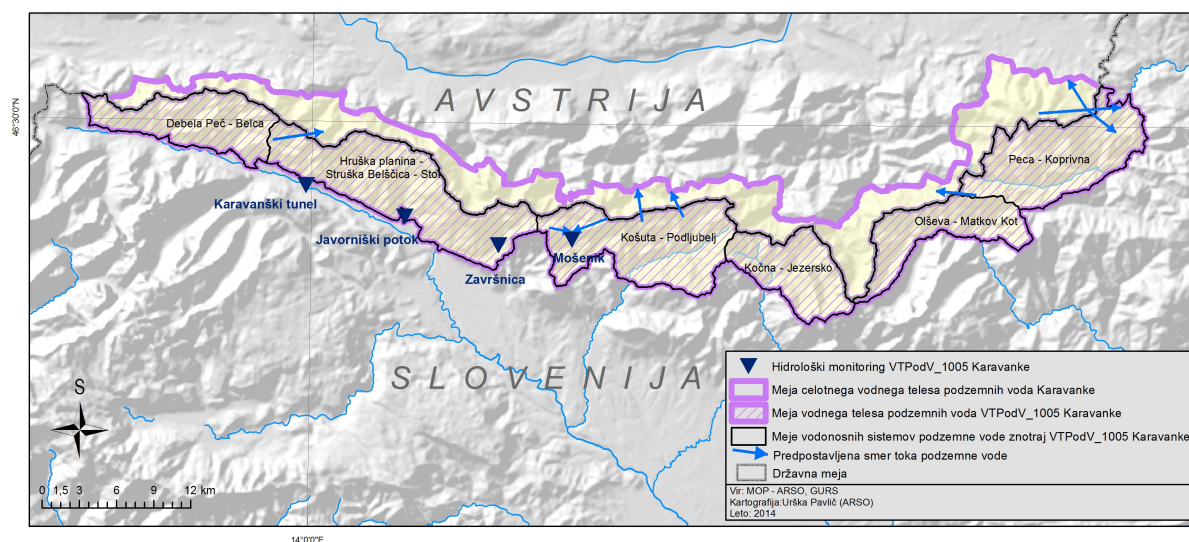 AVSTRIJA
46°30'0"N
Debela Peč - Belca
Hruška planina -
Struška Belščica - Stol
Peca - Koprivna
Karavanški tunel
Javorniški potok
Olševa - Matkov Kot
Košuta - Podljubelj
Mošenik
Završnica
Kočna - Jezersko
SLOVENIJA
S
0 1,5 3 6 9 12 km
Hidrološki monitoring VTPodV_1005 Karavanke
Meja celotnega vodnega telesa podzemnih voda Karavanke
Meja vodnega telesa podzemnih voda VTPodV_1005 Karavanke
Meje vodonosnih sistemov podzemne vode znotraj VTPodV_1005 Karavanke
Predpostavljena smer toka podzemne vode
Državna meja
Vir: MOP - ARSO, GURS
Kartografija:Urška Pavlič (ARSO)
Leto: 2014
14°0'0"E